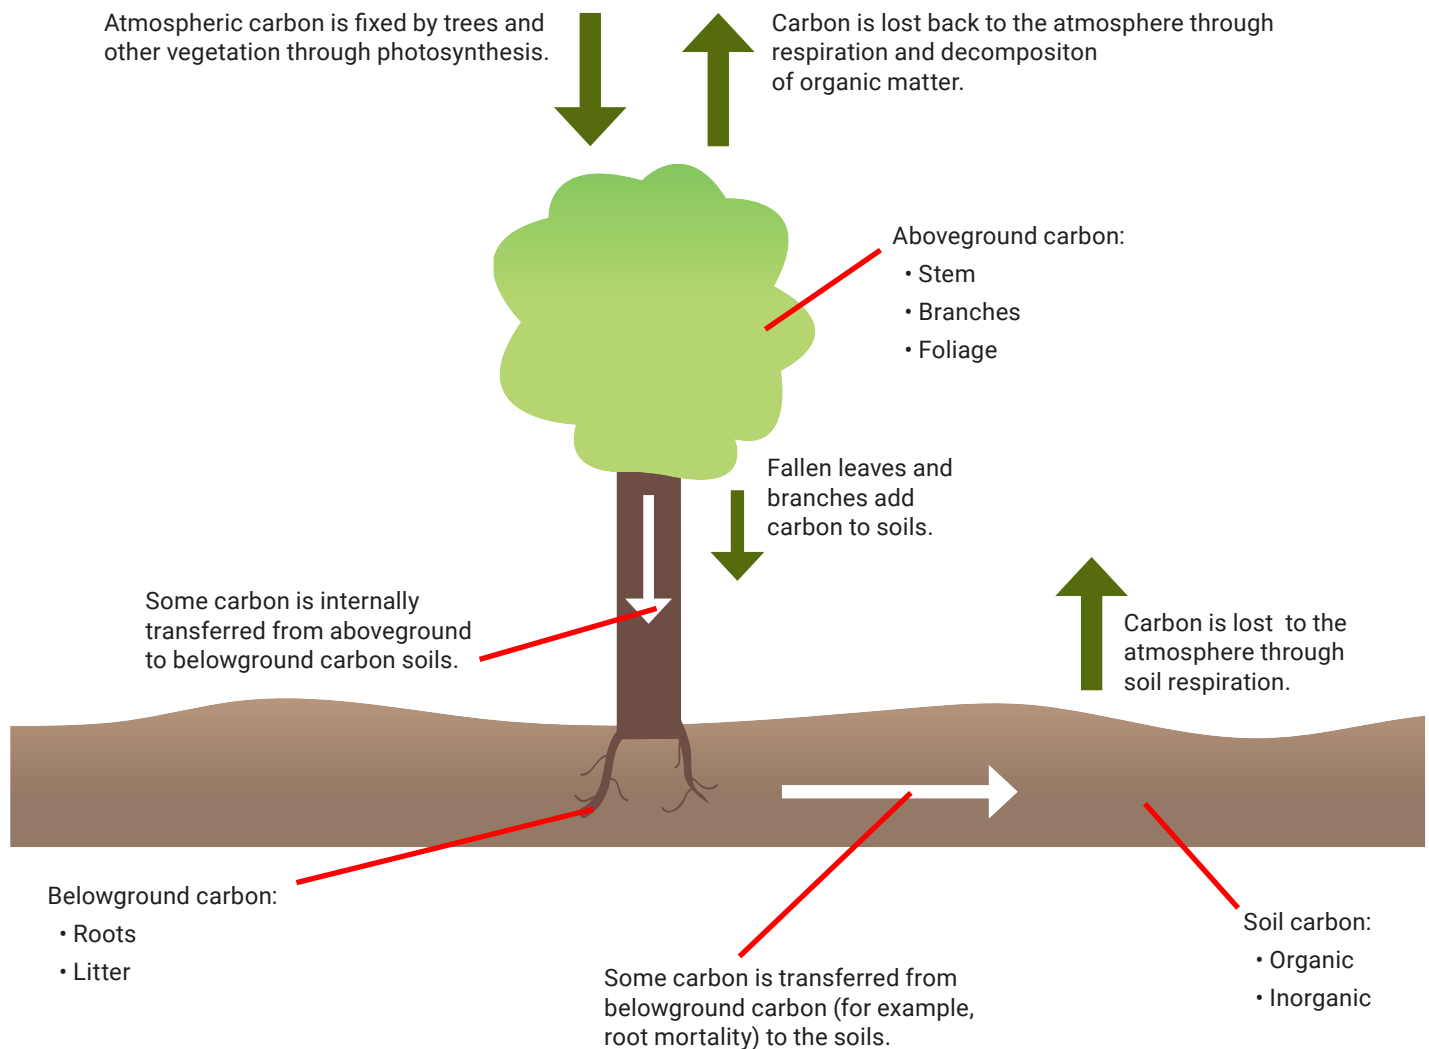 Atmospheric carbon is fixed by trees and
other vegetation through photosynthesis.
Carbon is lost back to the atmosphere through
respiration and decompositon
of organic matter.
Aboveground carbon:
• Stem
• Branches
• Foliage
Fallen leaves and
branches add
carbon to soils.
Some carbon is internally
transferred from aboveground
to belowground carbon soils.
Carbon is lost  to the
atmosphere through
soil respiration.
Belowground carbon:
• Roots
• Litter
Some carbon is transferred from
belowground carbon (for example,
root mortality) to the soils.
Soil carbon:
• Organic
• Inorganic